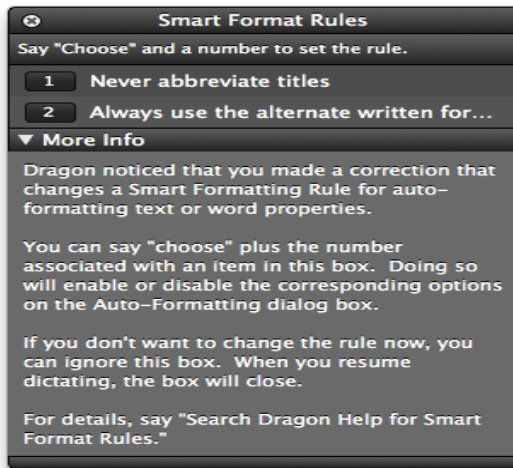 Smart Format Rules
Say "Choose" and a number to set the rule.
1 Never abbreviate titles
2 Always use the alternate written for...
▼ More Info
Dragon noticed that you made a correction that
changes a Smart Formatting Rule for auto-
formatting text or word properties.
You can say "choose" plus the number
associated with an item in this box.  Doing so
will enable or disable the corresponding options
on the Auto-Formatting dialog box.
If you don't want to change the rule now, you
can ignore this box.  When you resume
dictating, the box will close.
For details, say "Search Dragon Help for Smart
Format Rules."